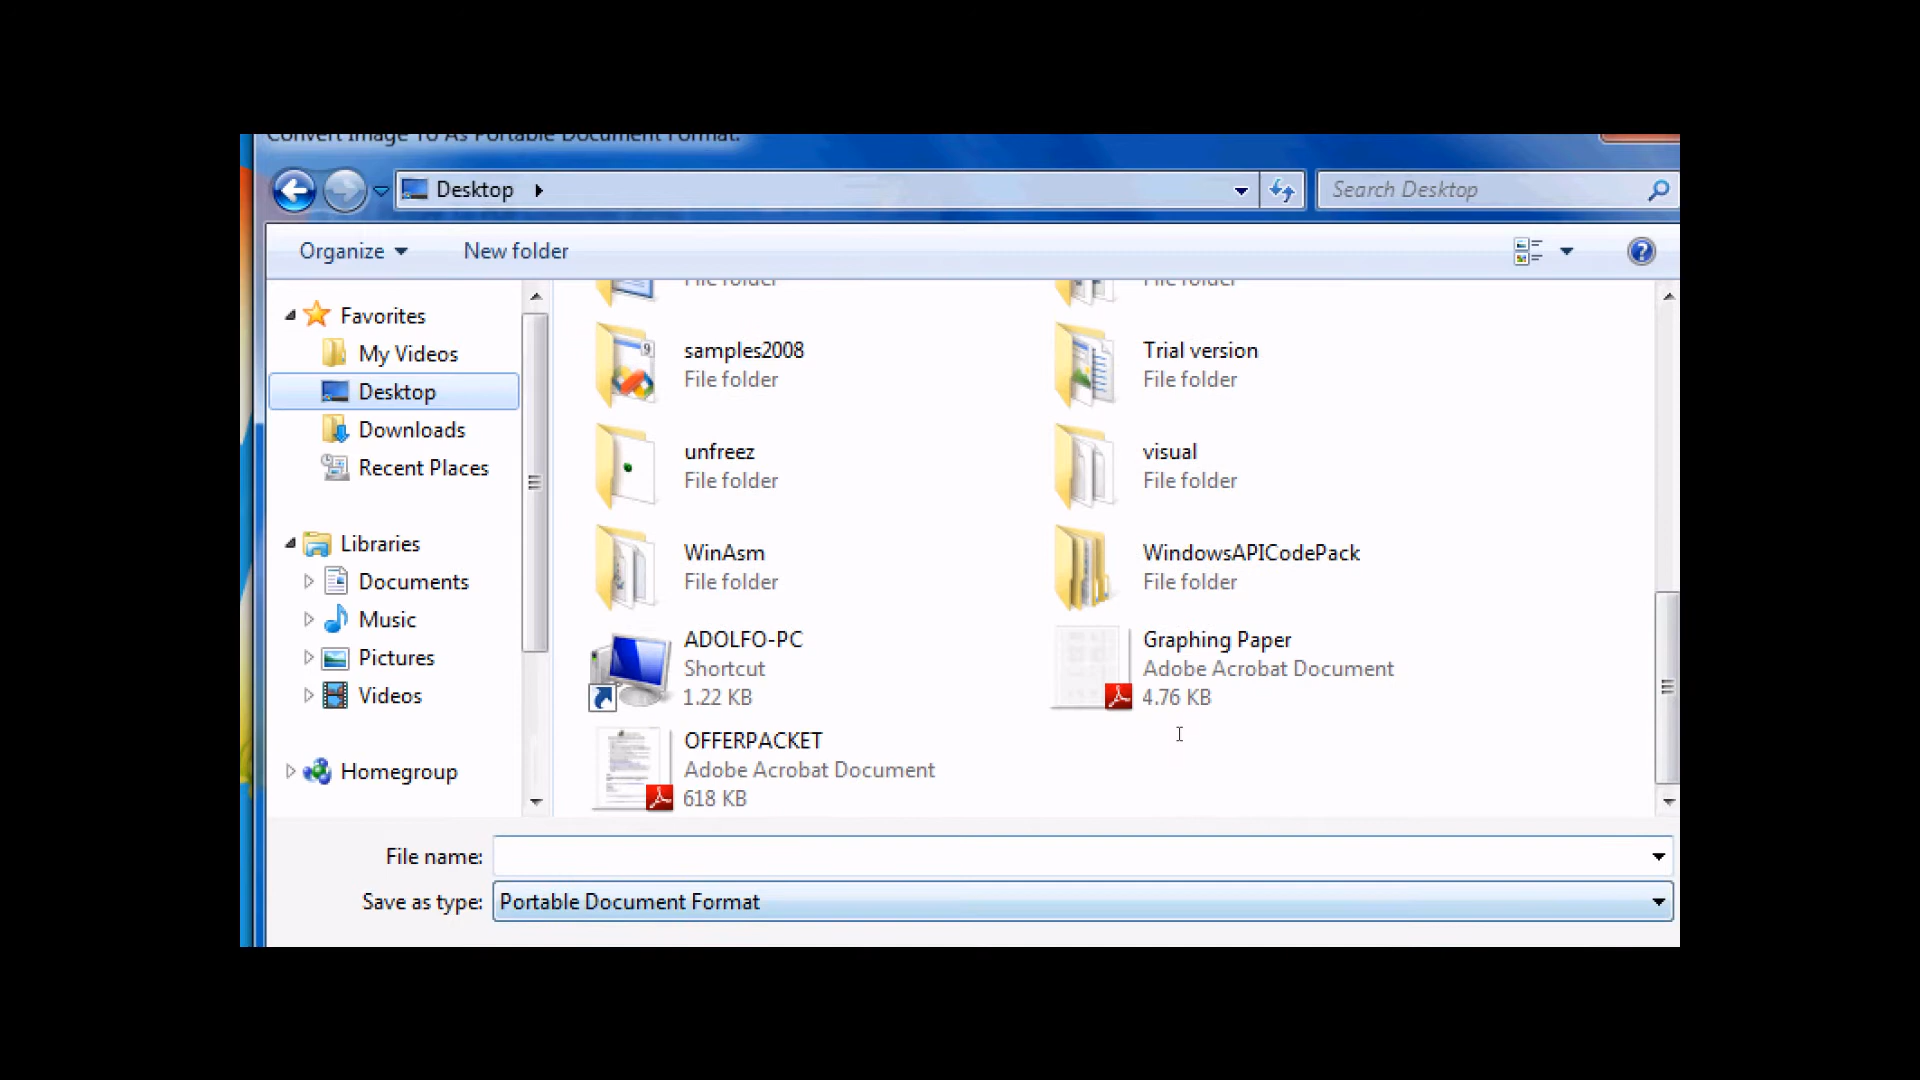 Convert Image To As Portable Document Format.
Desktop
Search Desktop
Organize
New folder
Favorites
My Videos
Desktop
Downloads
Recent Places
Libraries
Documents
Music
Pictures
Videos
Homegroup
File folder
File folder
samples2008
File folder
Trial version
File folder
unfreez
File folder
visual
File folder
WinAsm
File folder
WindowsAPICodePack
File folder
ADOLFO-PC
Shortcut
1.22 KB
Graphing Paper
Adobe Acrobat Document
4.76 KB
OFFERPACKET
Adobe Acrobat Document
618 KB
File name:
Save as type: Portable Document Format